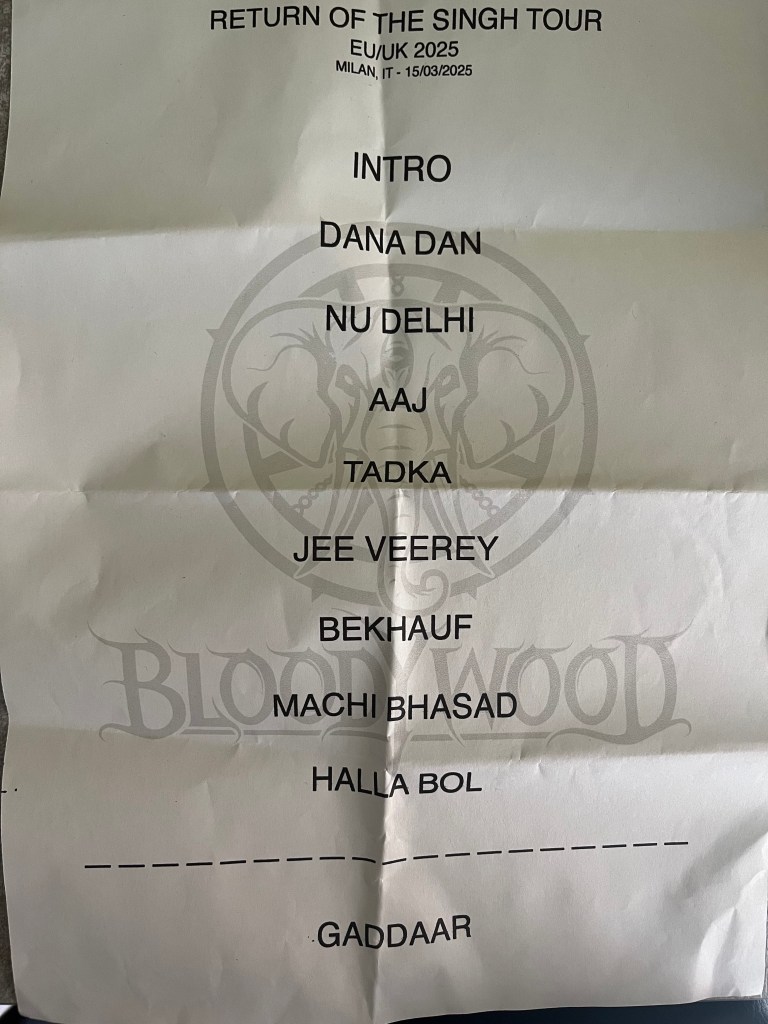 RETURN OF THE SINGH TOUR
EU/UK 2025
MILAN, IT - 15/03/2025
INTRO
DANA DAN
NU DELHI
AAJ
TADKA
JEE VEEREY
BEKHAUF
BLOODYWOOD
MACHI BHASAD
HALLA BOL
GADDAAR